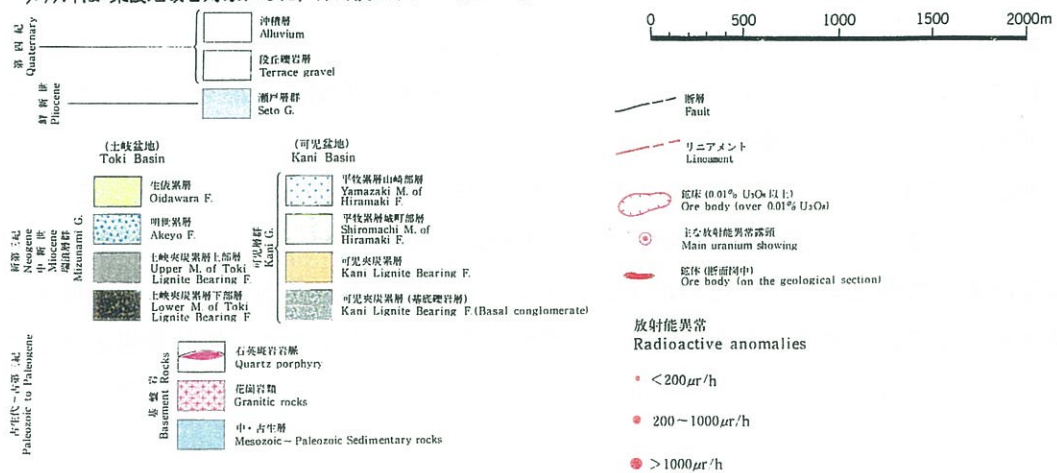 第四紀
Quaternary
沖積層
Alluvium
段丘礫岩層
Terrace gravel
鮮新世
Pliocene
瀬戸層群
Seto G.
(土岐盆地)
Toki Basin
(可児盆地)
Kani Basin
新第三紀
Neogene
中新世
Miocene
瑞浪層群
Mizunami G.
生俵累層
Oidawara F.
明世累層
Akeyo F.
土岐夾炭累層上部層
Upper M. of Toki
Lignite Bearing F.
土岐夾炭累層下部層
Lower M. of Toki
Lignite Bearing F
可児層群
Kani G.
平牧累層山崎部層
Yamazaki M. of
Hiramaki F.
平牧累層城町部層
Shiromachi M. of
Hiramaki F.
可児夾炭累層
Kani Lignite Bearing F.
可児夾炭累層 (基底礫岩層)
Kani Lignite Bearing F.(Basal conglomerate)
古生代~古第三紀
Paleozoic to Paleogene
基盤岩
Basement Rocks
石英斑岩岩脈
Quartz porphyry
花崗岩類
Granitic rocks
中・古生層
Mesozoic~Paleozoic Sedimentary rocks
0 500 1000 1500 2000m
断層
Fault
リニアメント
Lineament
鉱床 (0.01% U₃O₈ 以上)
Ore body (over 0.01% U₃O₈)
主な放射能異常露頭
Main uranium showing
鉱体 (断面図中)
Ore body (on the geological section)
放射能異常
Radioactive anomalies
<200μr/h
200~1000μr/h
>1000μr/h